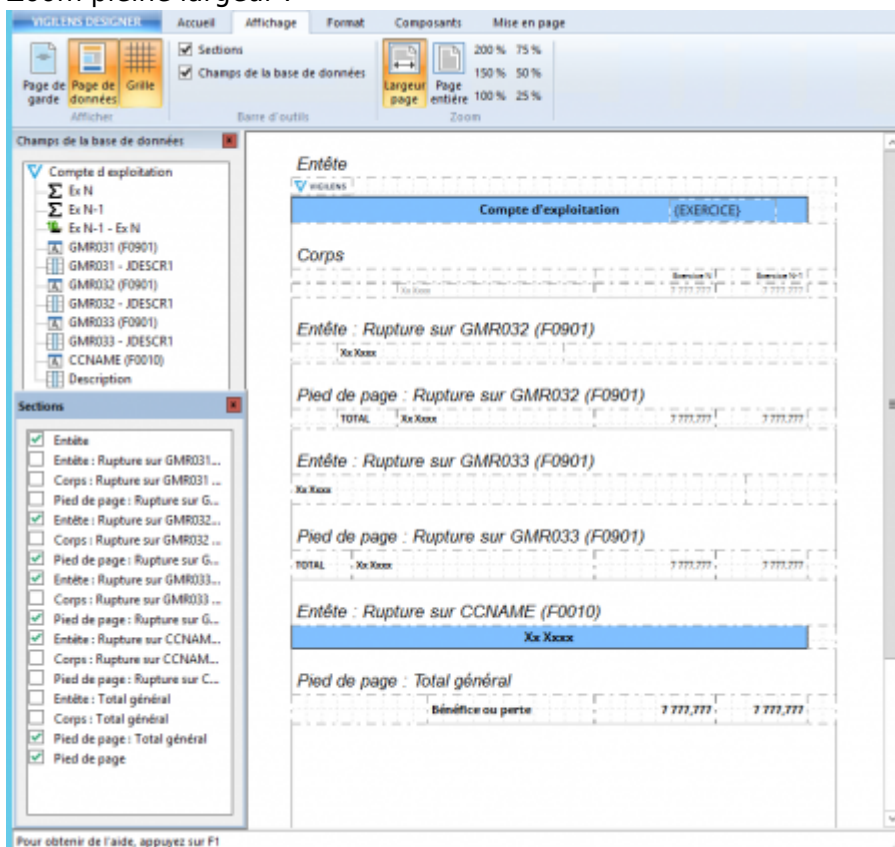 Zoom pleine largeur :
VIGILENS DESIGNER Accueil Affichage Format Composants Mise en page
Page de garde
Page de données
Grille
Afficher
Sections
Champs de la base de données
Barre d'outils
Largeur page
Page entière
200 % 75 %
150 % 50 %
100 % 25 %
Zoom
Champs de la base de données
Compte d exploitation
Ex N
Ex N-1
Ex N-1 - Ex N
GMR031 (F0901)
GMR031 - JDESCR1
GMR032 (F0901)
GMR032 - JDESCR1
GMR033 (F0901)
GMR033 - JDESCR1
CCNAME (F0010)
Description
Sections
Entête
Entête : Rupture sur GMR031...
Corps : Rupture sur GMR031 ...
Pied de page : Rupture sur G...
Entête : Rupture sur GMR032...
Corps : Rupture sur GMR032 ...
Pied de page : Rupture sur G...
Entête : Rupture sur GMR033...
Corps : Rupture sur GMR033 ...
Pied de page : Rupture sur G...
Entête : Rupture sur CCNAM...
Corps : Rupture sur CCNAM...
Pied de page : Rupture sur C...
Entête : Total général
Corps : Total général
Pied de page : Total général
Pied de page
Entête
VIGILENS
Compte d'exploitation {EXERCICE}
Corps
Exercice N Exercice N-1
Xx Xxxx 7 777,777 7 777,777
Entête : Rupture sur GMR032 (F0901)
Xx Xxxx
Pied de page : Rupture sur GMR032 (F0901)
TOTAL Xx Xxxx 7 777,777 7 777,777
Entête : Rupture sur GMR033 (F0901)
Xx Xxxx
Pied de page : Rupture sur GMR033 (F0901)
TOTAL Xx Xxxx 7 777,777 7 777,777
Entête : Rupture sur CCNAME (F0010)
Xx Xxxx
Pied de page : Total général
Bénéfice ou perte 7 777,777 7 777,777
Pour obtenir de l'aide, appuyez sur F1